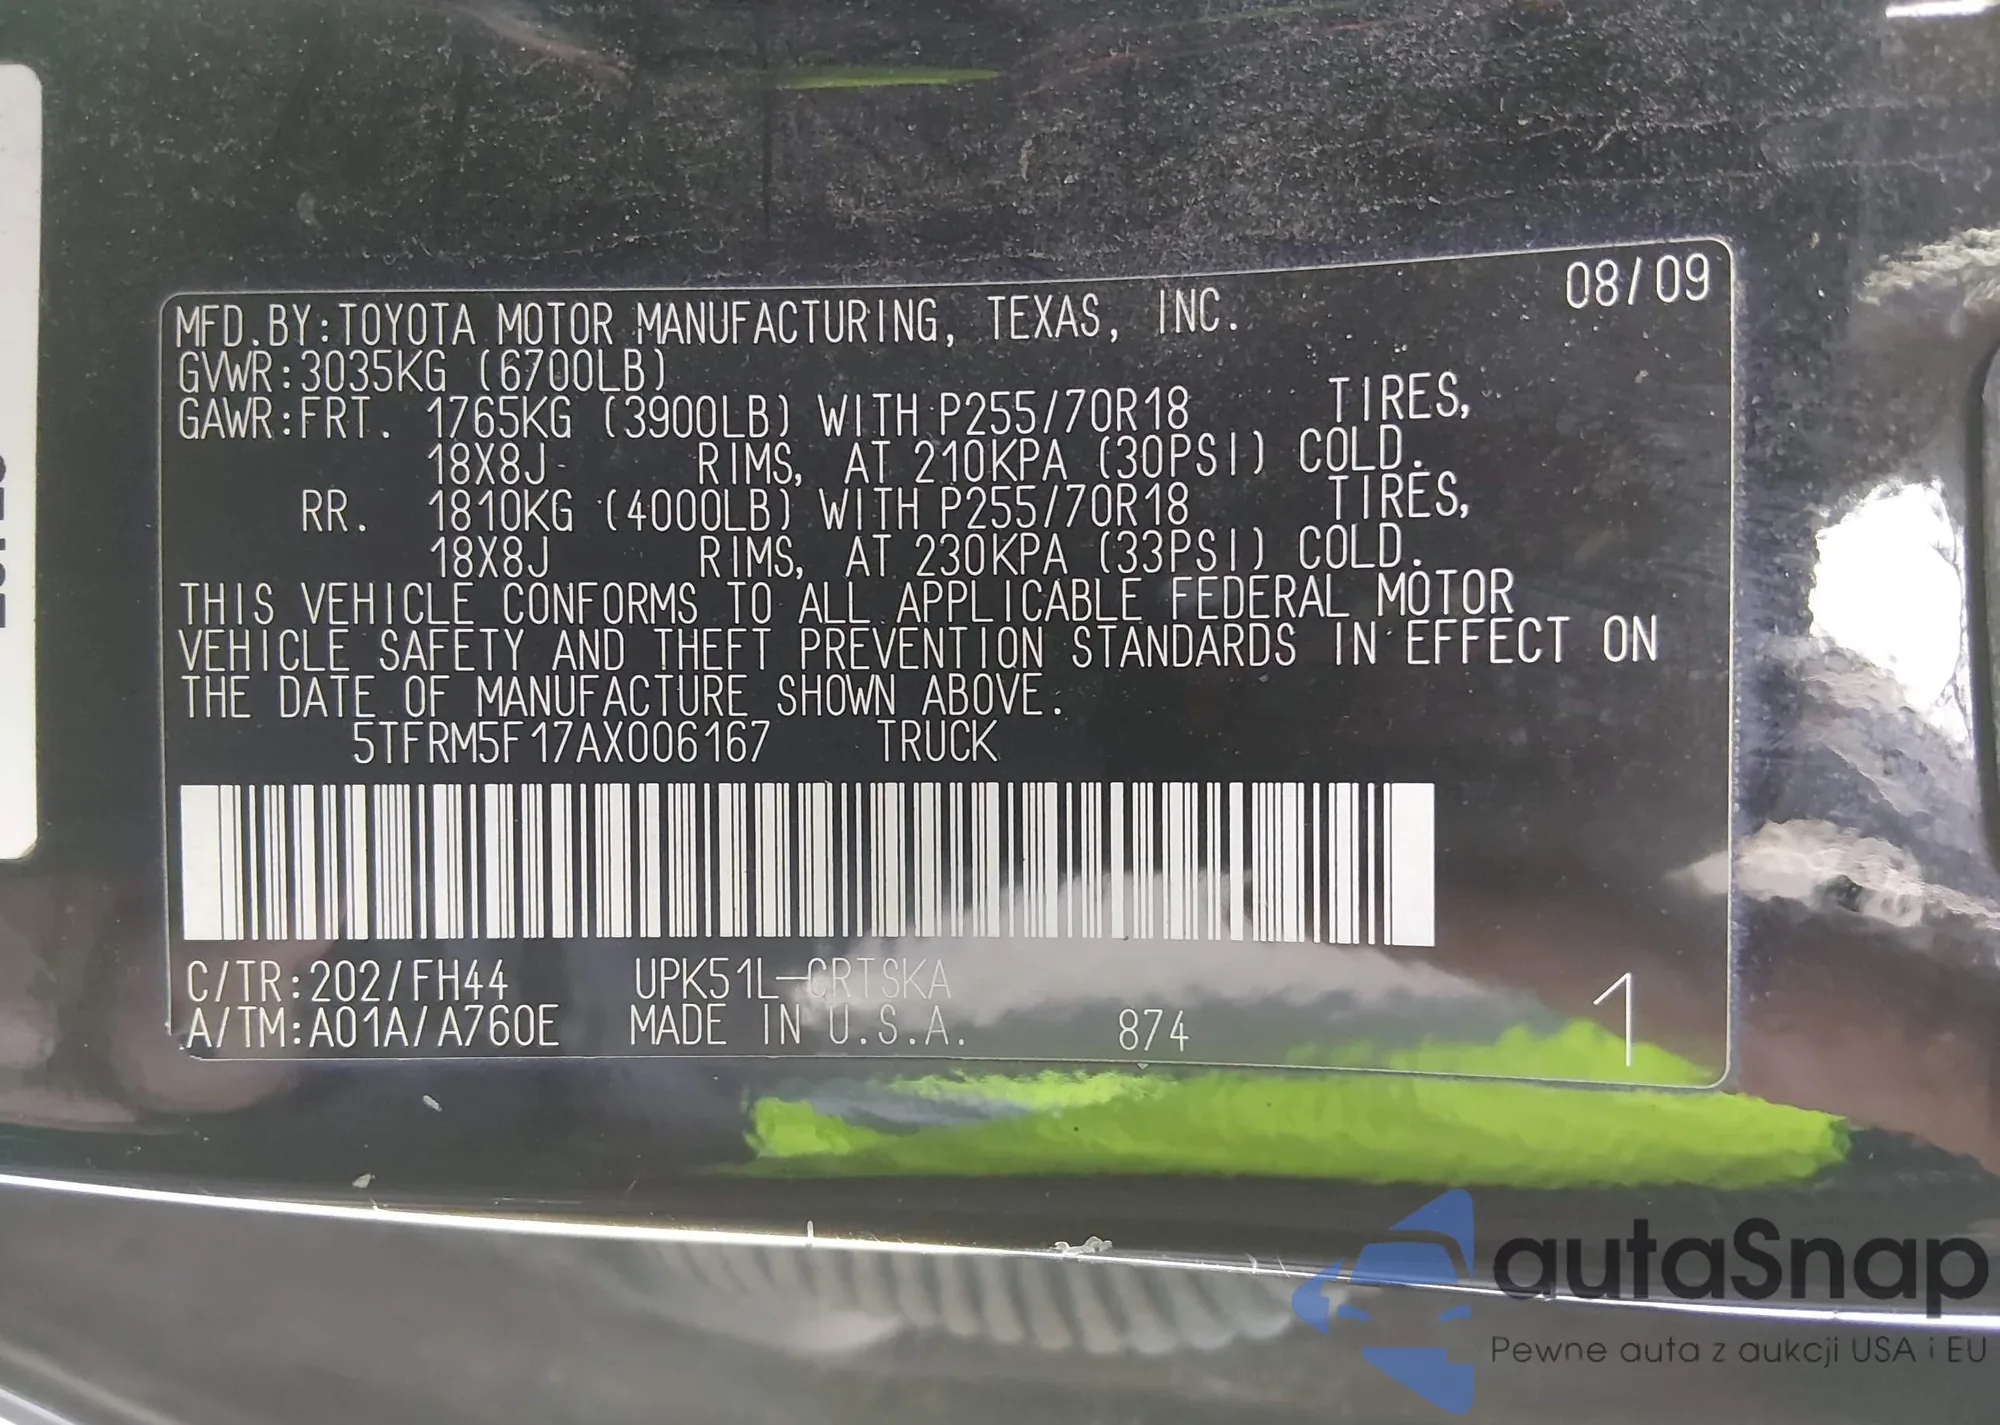 08/09
MFD.BY:TOYOTA MOTOR MANUFACTURING, TEXAS, INC.
GVWR:3035KG (6700LB)
GAWR:FRT. 1765KG (3900LB) WITH P255/70R18 TIRES,
18X8J RIMS, AT 210KPA (30PSI) COLD.
RR. 1810KG (4000LB) WITH P255/70R18 TIRES,
18X8J RIMS, AT 230KPA (33PSI) COLD.
THIS VEHICLE CONFORMS TO ALL APPLICABLE FEDERAL MOTOR
VEHICLE SAFETY AND THEFT PREVENTION STANDARDS IN EFFECT ON
THE DATE OF MANUFACTURE SHOWN ABOVE.
5TFRM5F17AX006167 TRUCK
C/TR:202/FH44 UPK51L-CRTSKA
A/TM:A01A/A760E MADE IN U.S.A. 874 1
autaSnap
Pewne auta z aukcji USA i EU